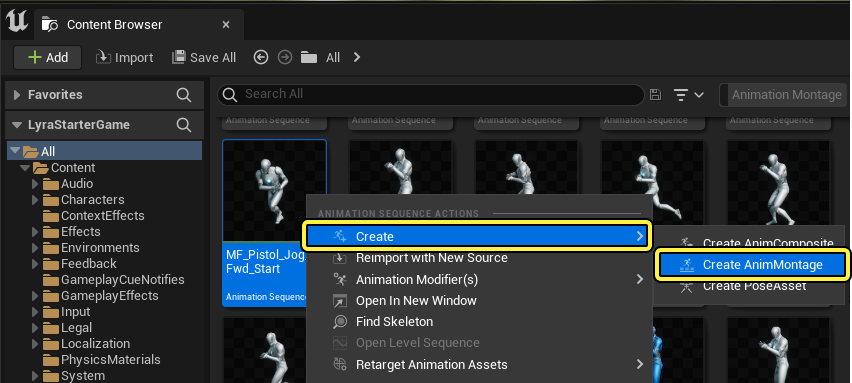 Content Browser
Add
Import
Save All
All
Favorites
LyraStarterGame
All
Content
Audio
Characters
ContextEffects
Effects
Environments
Feedback
GameplayCueNotifies
GameplayEffects
Input
Legal
Localization
PhysicsMaterials
System
Search All
Animation Montage
Animation Sequence
Animation Sequence
Animation Sequence
Animation Sequence
Animation Sequence
MF_Pistol_Jog_
Fwd_Start
Animation Sequence
ANIMATION SEQUENCE ACTIONS
Create
Reimport with New Source
Animation Modifier(s)
Open In New Window
Find Skeleton
Open Level Sequence
Retarget Animation Assets
Create AnimComposite
Create AnimMontage
Create PoseAsset